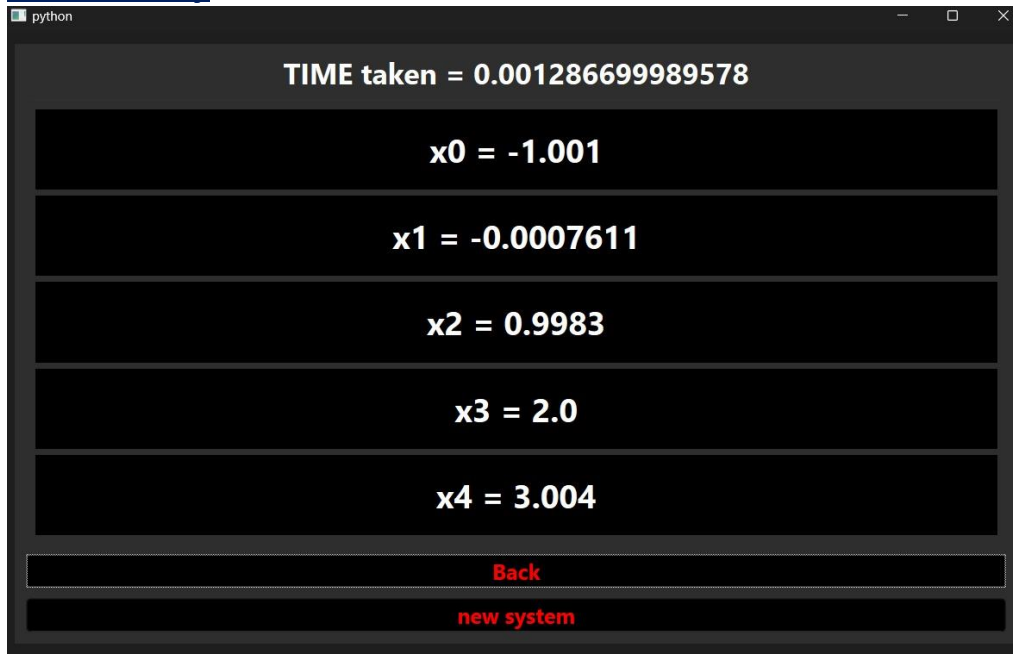 python
TIME taken = 0.001286699989578
x0 = -1.001
x1 = -0.0007611
x2 = 0.9983
x3 = 2.0
x4 = 3.004
Back
new system